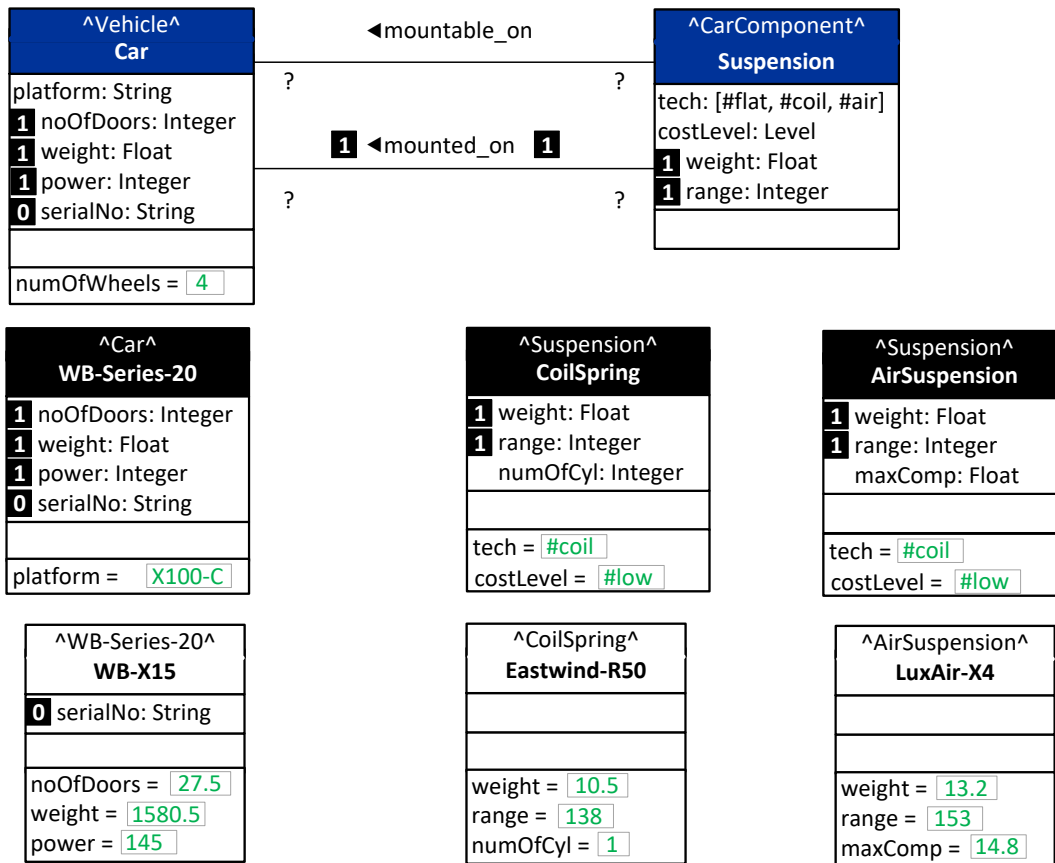 ^Vehicle^
Car
platform: String
1 noOfDoors: Integer
1 weight: Float
1 power: Integer
0 serialNo: String
numOfWheels = 4
◄mountable_on
? ?
1 ◄mounted_on 1
? ?
^CarComponent^
Suspension
tech: [#flat, #coil, #air]
costLevel: Level
1 weight: Float
1 range: Integer
^Car^
WB-Series-20
1 noOfDoors: Integer
1 weight: Float
1 power: Integer
0 serialNo: String
platform = X100-C
^Suspension^
CoilSpring
1 weight: Float
1 range: Integer
numOfCyl: Integer
tech = #coil
costLevel = #low
^Suspension^
AirSuspension
1 weight: Float
1 range: Integer
maxComp: Float
tech = #coil
costLevel = #low
^WB-Series-20^
WB-X15
0 serialNo: String
noOfDoors = 27.5
weight = 1580.5
power = 145
^CoilSpring^
Eastwind-R50
weight = 10.5
range = 138
numOfCyl = 1
^AirSuspension^
LuxAir-X4
weight = 13.2
range = 153
maxComp = 14.8